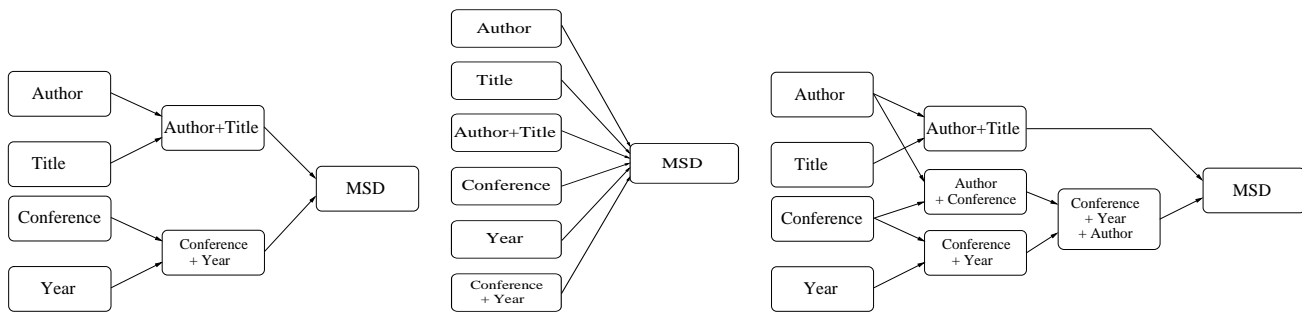 Author
Title
Conference
Year
Author+Title
Conference
+ Year
MSD
Author
Title
Author+Title
Conference
Year
Conference
+ Year
MSD
Author
Title
Conference
Year
Author+Title
Author
+ Conference
Conference
+ Year
Conference
+ Year
+ Author
MSD